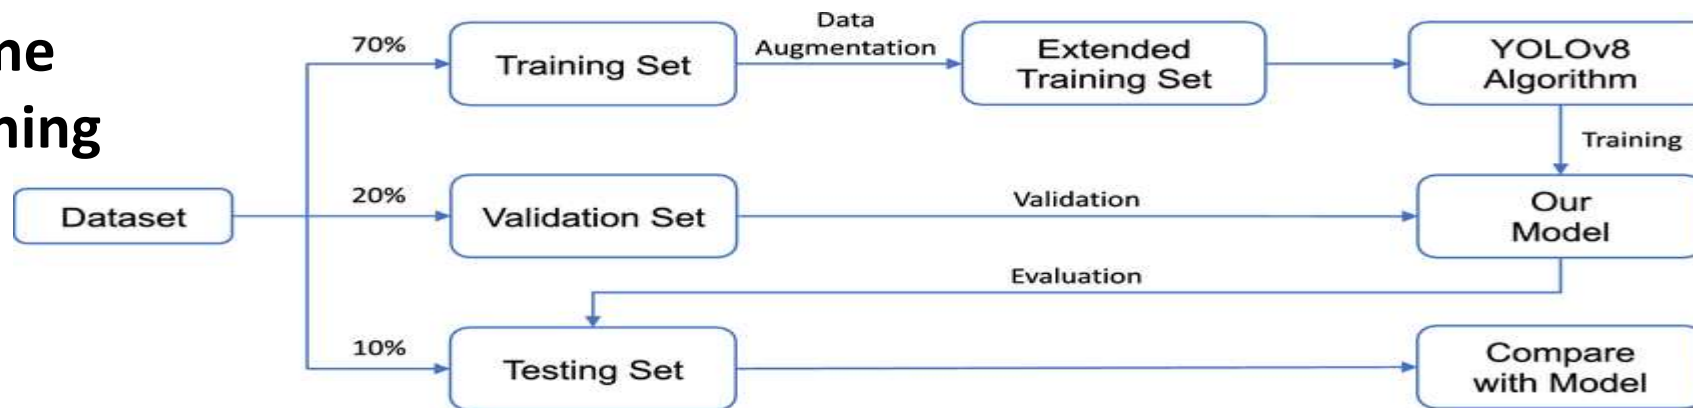 ne
ning
70%
Training Set
Data
Augmentation
Extended
Training Set
YOLOv8
Algorithm
Training
Dataset
20%
Validation Set
Validation
Our
Model
Evaluation
10%
Testing Set
Compare
with Model